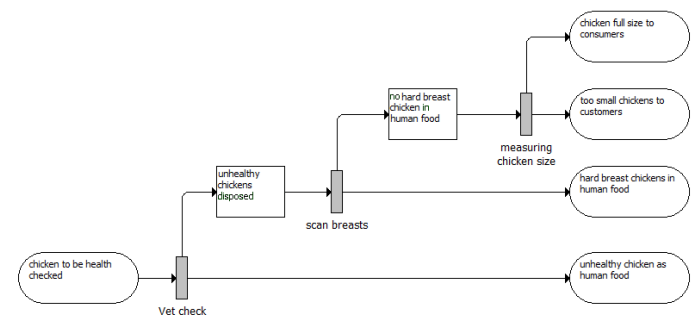 chicken full size to
consumers
no hard breast
chicken in
human food
too small chickens to
customers
measuring
chicken size
unhealthy
chickens
disposed
hard breast chickens in
human food
scan breasts
chicken to be health
checked
unhealthy chicken as
human food
Vet check